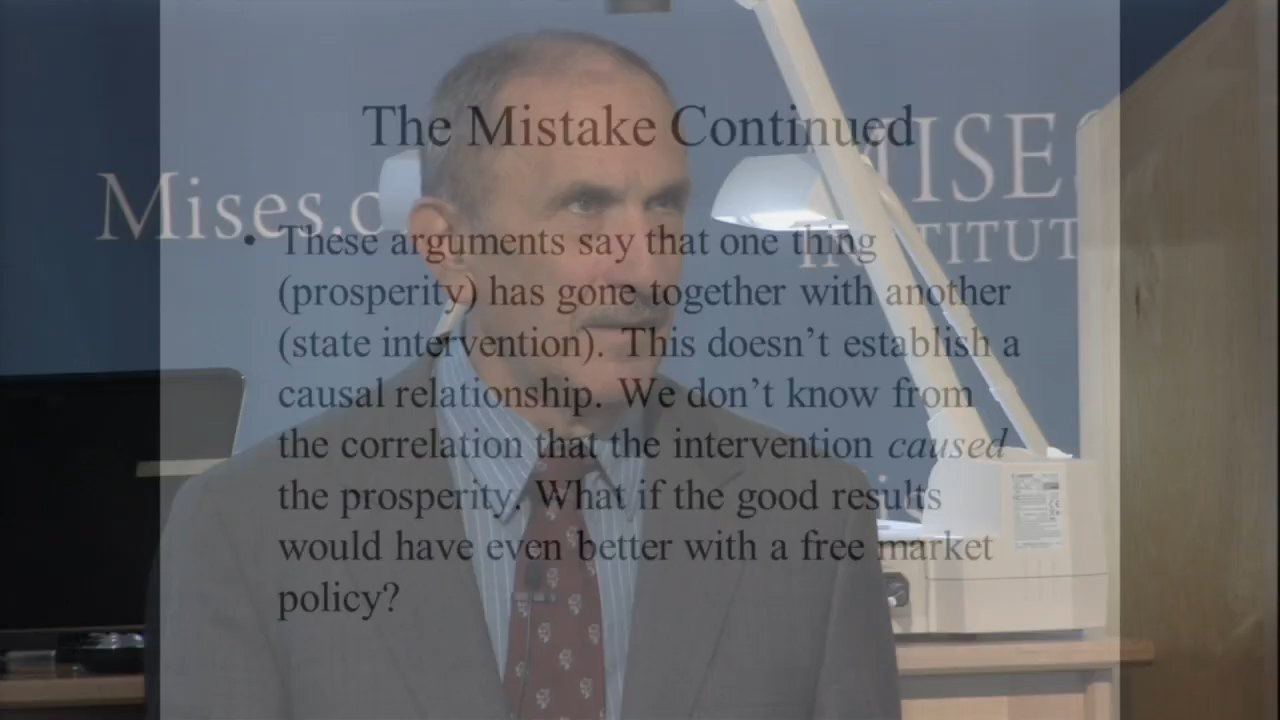 The Mistake Continued
Mises.o
MISES
INSTITUT
• These arguments say that one thing
(prosperity) has gone together with another
(state intervention). This doesn’t establish a
causal relationship. We don’t know from
the correlation that the intervention caused
the prosperity. What if the good results
would have even better with a free market
policy?